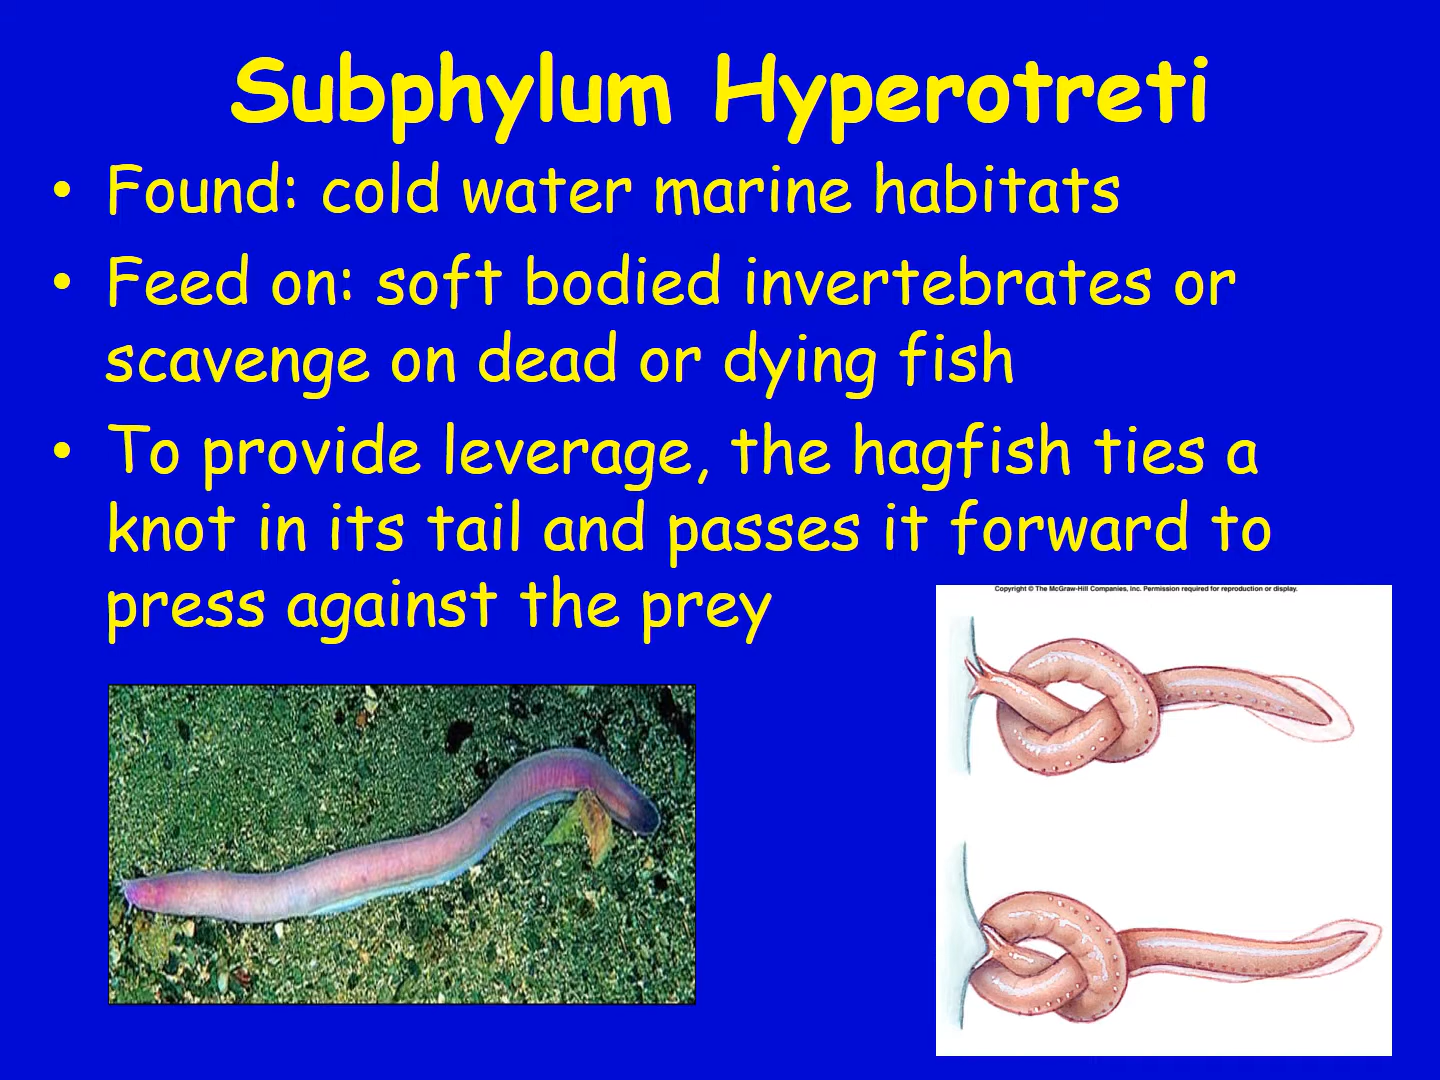 Subphylum Hyperotreti
• Found: cold water marine habitats
• Feed on: soft bodied invertebrates or
scavenge on dead or dying fish
• To provide leverage, the hagfish ties a
knot in its tail and passes it forward to
press against the prey
Copyright © The McGraw-Hill Companies, Inc. Permission required for reproduction or display.